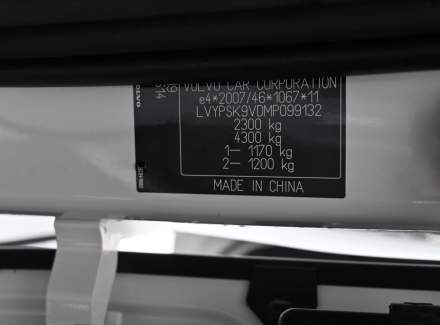 VOLVO CAR CORPORATION
e4*2007/46*1067*11
LVYPSK9V0MP099132
2300 kg
4300 kg
1– 1170 kg
2– 1200 kg
MADE IN CHINA
VOLVO